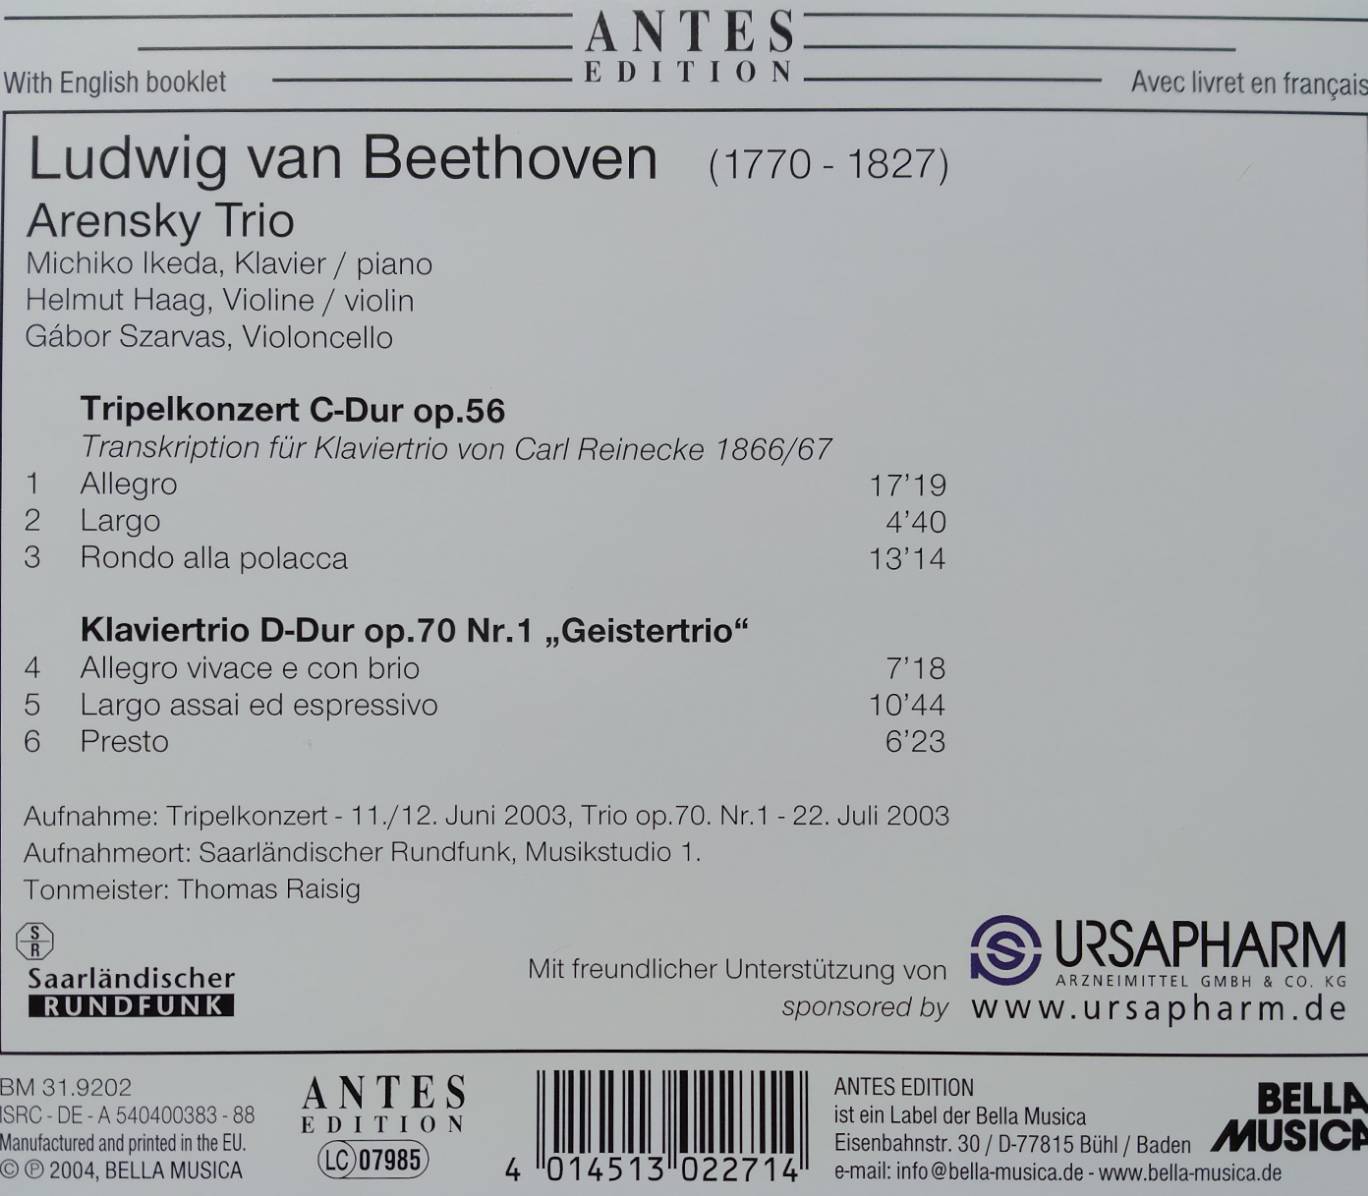 ANTES
EDITION
With English booklet
Avec livret en français
Ludwig van Beethoven (1770 - 1827)
Arensky Trio
Michiko Ikeda, Klavier / piano
Helmut Haag, Violine / violin
Gábor Szarvas, Violoncello
Tripelkonzert C-Dur op.56
Transkription für Klaviertrio von Carl Reinecke 1866/67
1 Allegro 17'19
2 Largo 4'40
3 Rondo alla polacca 13'14
Klaviertrio D-Dur op.70 Nr.1 „Geistertrio“
4 Allegro vivace e con brio 7'18
5 Largo assai ed espressivo 10'44
6 Presto 6'23
Aufnahme: Tripelkonzert - 11./12. Juni 2003, Trio op.70. Nr.1 - 22. Juli 2003
Aufnahmeort: Saarländischer Rundfunk, Musikstudio 1.
Tonmeister: Thomas Raisig
S
R
Saarländischer
RUNDFUNK
Mit freundlicher Unterstützung von
sponsored by
URSAPHARM
ARZNEIMITTEL GMBH & CO. KG
www.ursapharm.de
BM 31.9202
ISRC - DE - A 540400383 - 88
Manufactured and printed in the EU.
© ℗ 2004, BELLA MUSICA
ANTES
EDITION
LC 07985
4 014513 022714
ANTES EDITION
ist ein Label der Bella Musica
Eisenbahnstr. 30 / D-77815 Bühl / Baden
e-mail: info@bella-musica.de - www.bella-musica.de
BELLA
MUSICA